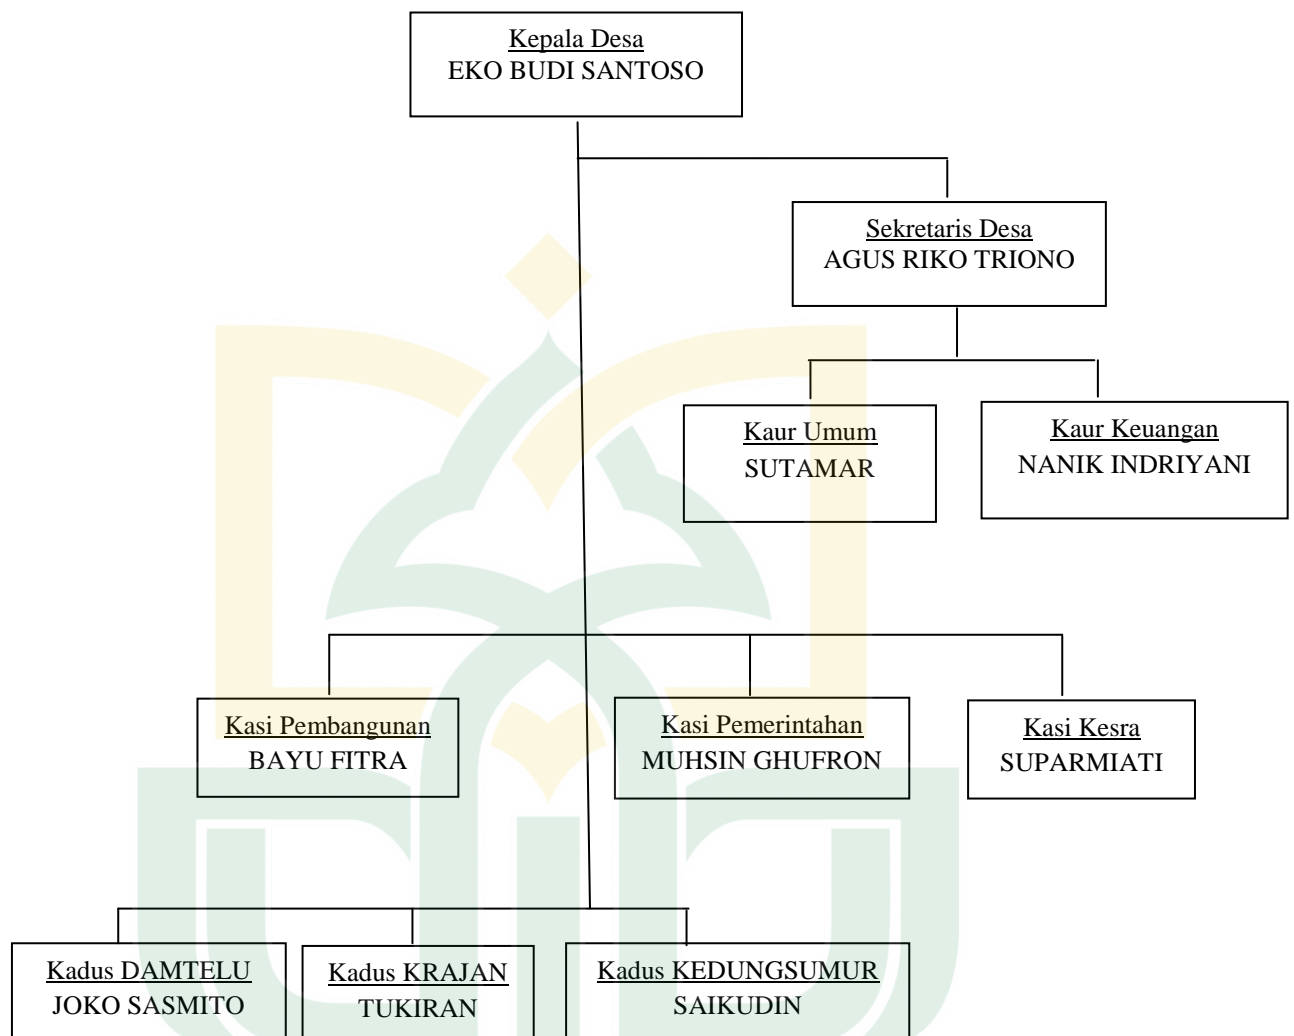 Kepala Desa
EKO BUDI SANTOSO
Sekretaris Desa
AGUS RIKO TRIONO
Kaur Umum
SUTAMAR
Kaur Keuangan
NANIK INDRIYANI
Kasi Pembangunan
BAYU FITRA
Kasi Pemerintahan
MUHSIN GHUFRON
Kasi Kesra
SUPARMIATI
Kadus DAMTELU
JOKO SASMITO
Kadus KRAJAN
TUKIRAN
Kadus KEDUNGSUMUR
SAIKUDIN